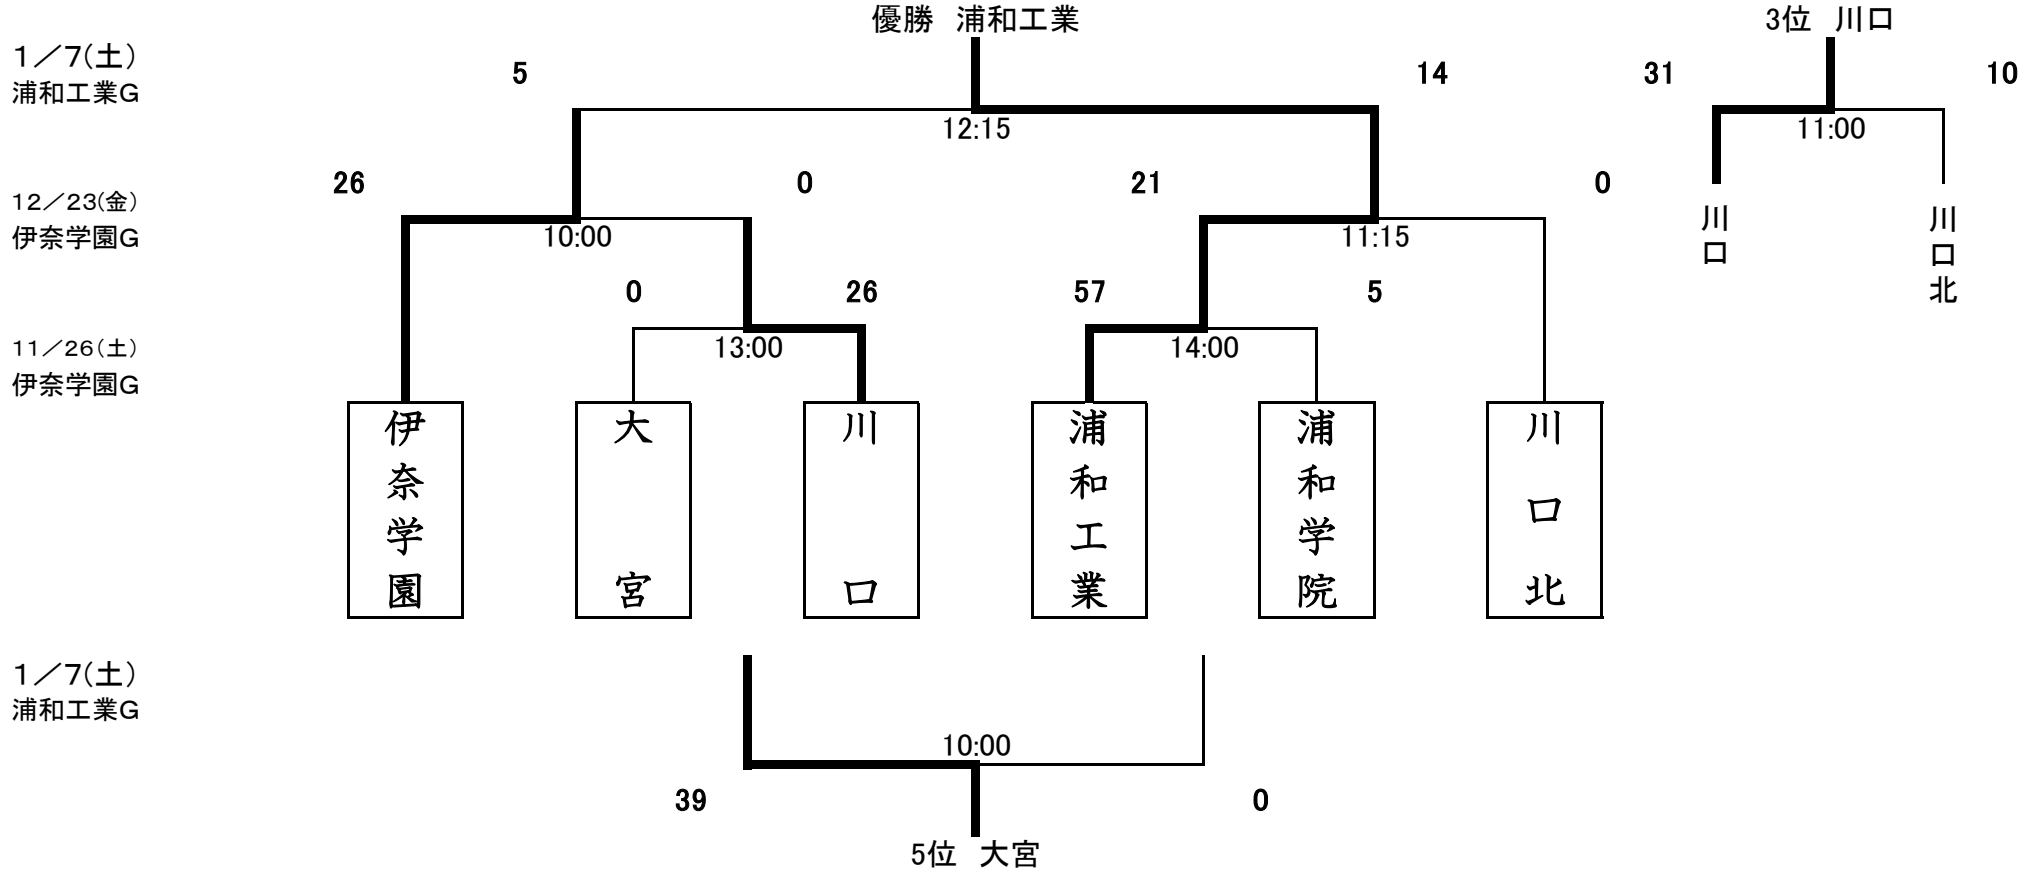 優勝　浦和工業
3位　川口
１／７(土)
浦和工業G
5
14
31
10
12:15
11:00
26
0
21
0
12／23(金)
伊奈学園G
10:00
11:15
川口
川口北
0
26
57
5
11／26(土)
伊奈学園G
13:00
14:00
伊奈学園
大宮
川口
浦和工業
浦和学院
川口北
１／７(土)
浦和工業G
10:00
39
0
5位　大宮